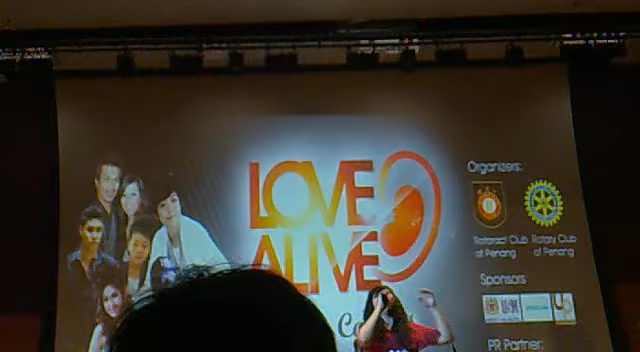 LOVE
ALIVE
Organizers:
Rotaract Club
of Penang
Rotary Club
of Penang
Sponsors
PR Partner: